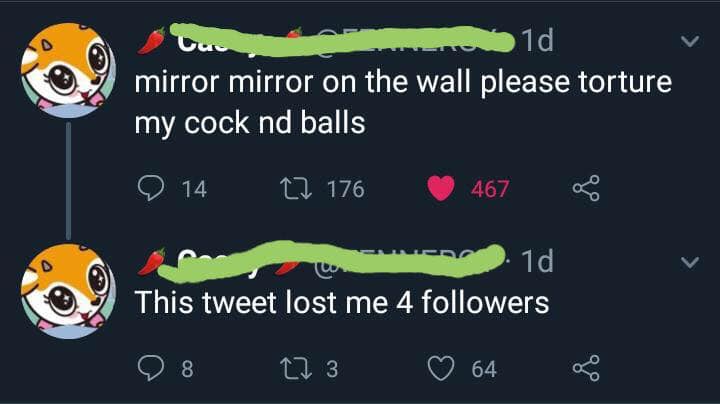 1d
mirror mirror on the wall please torture
my cock nd balls
14 176 467
1d
This tweet lost me 4 followers
8 3 64